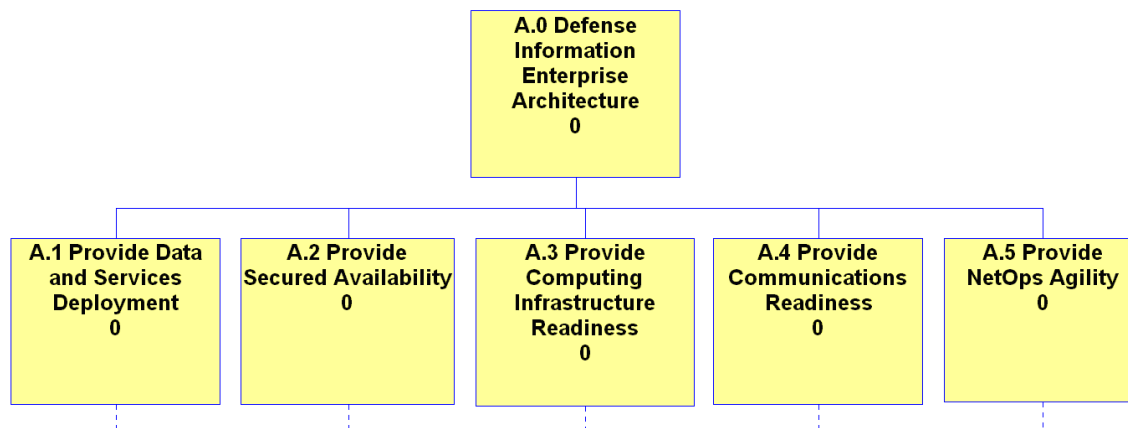 A.0 Defense
Information
Enterprise
Architecture
0
A.1 Provide Data
and Services
Deployment
0
A.2 Provide
Secured Availability
0
A.3 Provide
Computing
Infrastructure
Readiness
0
A.4 Provide
Communications
Readiness
0
A.5 Provide
NetOps Agility
0